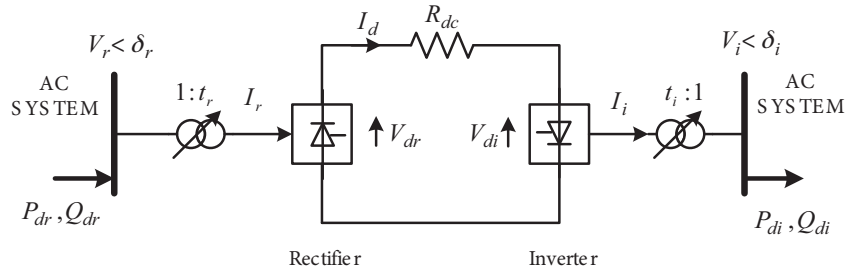 I_d
R_dc
V_r < δ_r
V_i < δ_i
AC
SYSTEM
1:t_r
I_r
V_dr
V_di
I_i
t_i:1
AC
SYSTEM
P_dr, Q_dr
P_di, Q_di
Rectifier
Inverter